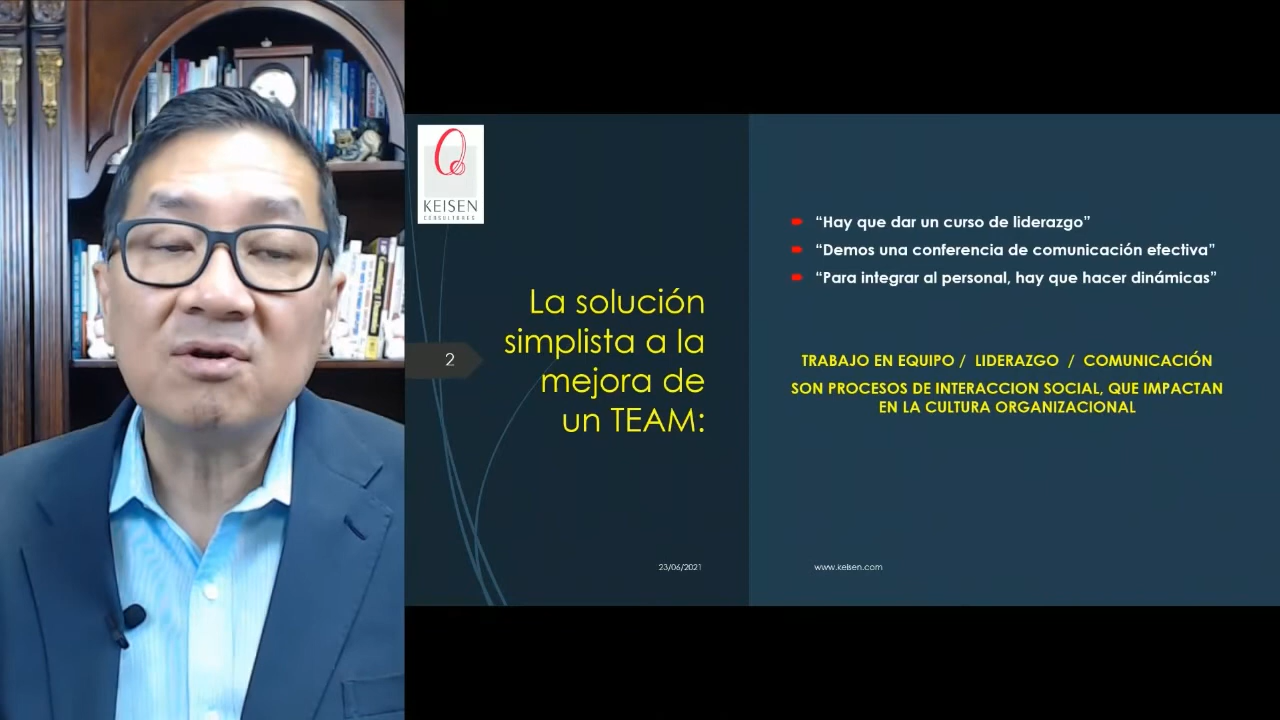 KEISEN
CONSULTORES
La solución
simplista a la
mejora de
un TEAM:
2
23/06/2021
“Hay que dar un curso de liderazgo”
“Demos una conferencia de comunicación efectiva”
“Para integrar al personal, hay que hacer dinámicas”
TRABAJO EN EQUIPO / LIDERAZGO / COMUNICACIÓN
SON PROCESOS DE INTERACCION SOCIAL, QUE IMPACTAN
EN LA CULTURA ORGANIZACIONAL
www.keisen.com